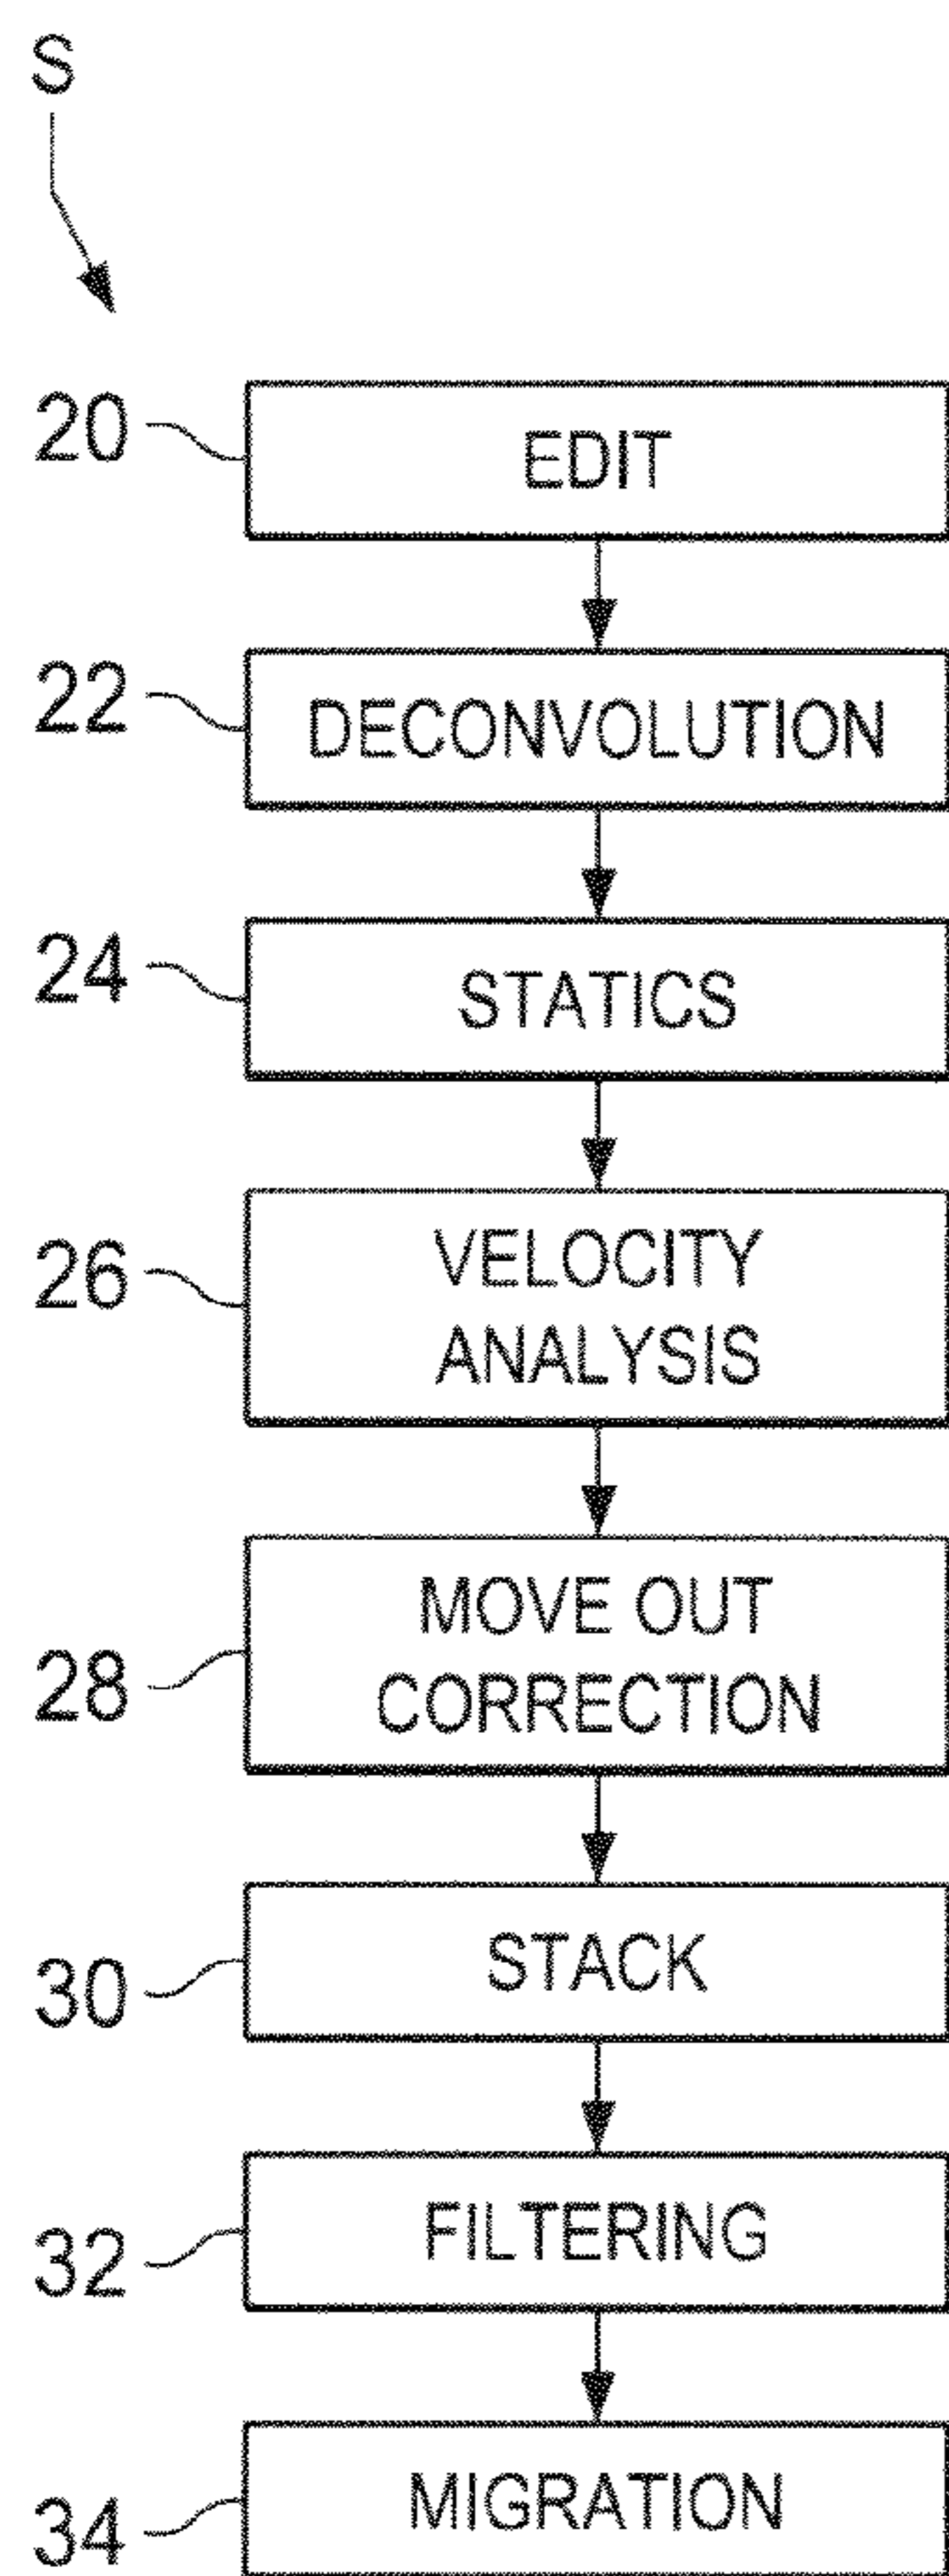 S
20
EDIT
22
DECONVOLUTION
24
STATICS
26
VELOCITY
ANALYSIS
28
MOVE OUT
CORRECTION
30
STACK
32
FILTERING
34
MIGRATION